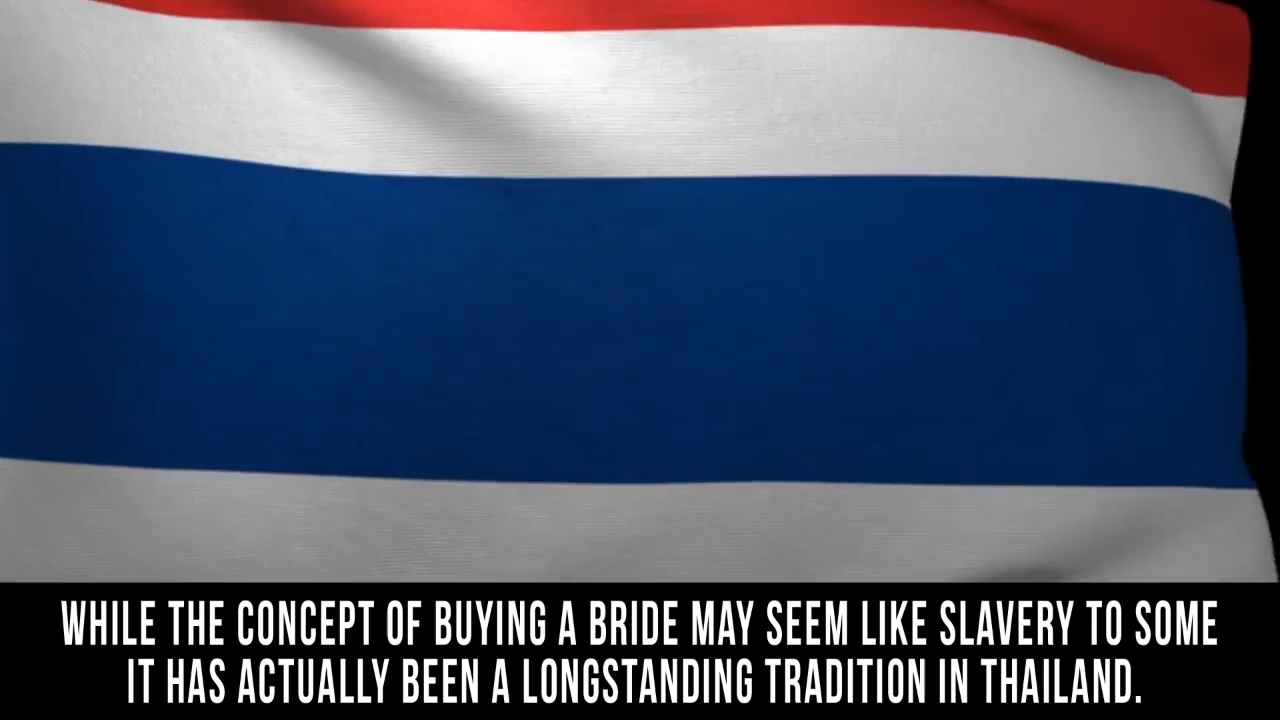 WHILE THE CONCEPT OF BUYING A BRIDE MAY SEEM LIKE SLAVERY TO SOME
IT HAS ACTUALLY BEEN A LONGSTANDING TRADITION IN THAILAND.